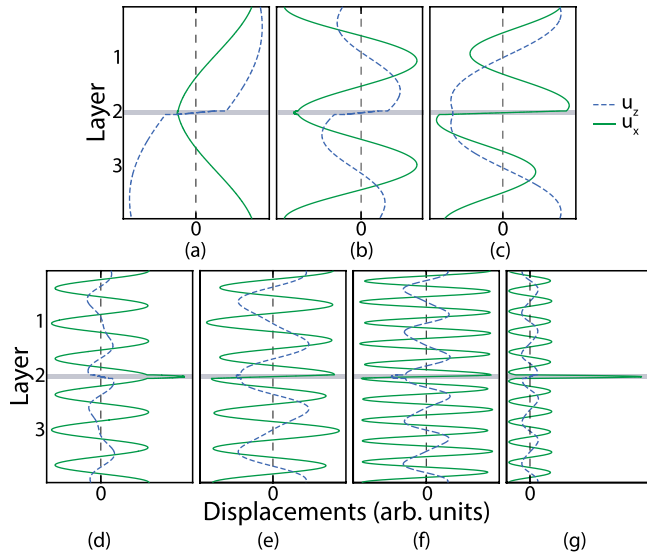 1
Layer
2
3
u_z
u_x
0
0
0
(a)
(b)
(c)
1
Layer
2
3
0
0
0
0
Displacements (arb. units)
(d)
(e)
(f)
(g)